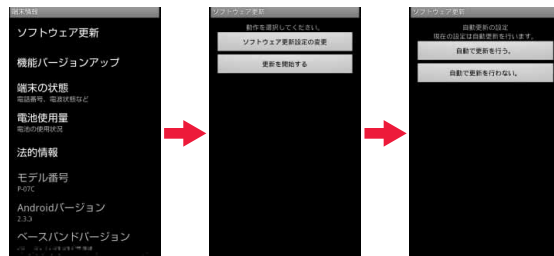 端末情報
ソフトウェア更新
機能バージョンアップ
端末の状態
電話番号、電波状態など
電池使用量
電池の使用状況
法的情報
モデル番号
P-07C
Androidバージョン
2.3.3
ベースバンドバージョン
ソフトウェア更新
動作を選択してください。
ソフトウェア更新設定の変更
更新を開始する
ソフトウェア更新
自動更新の設定
現在の設定は自動更新を行います。
自動で更新を行う。
自動で更新を行わない。